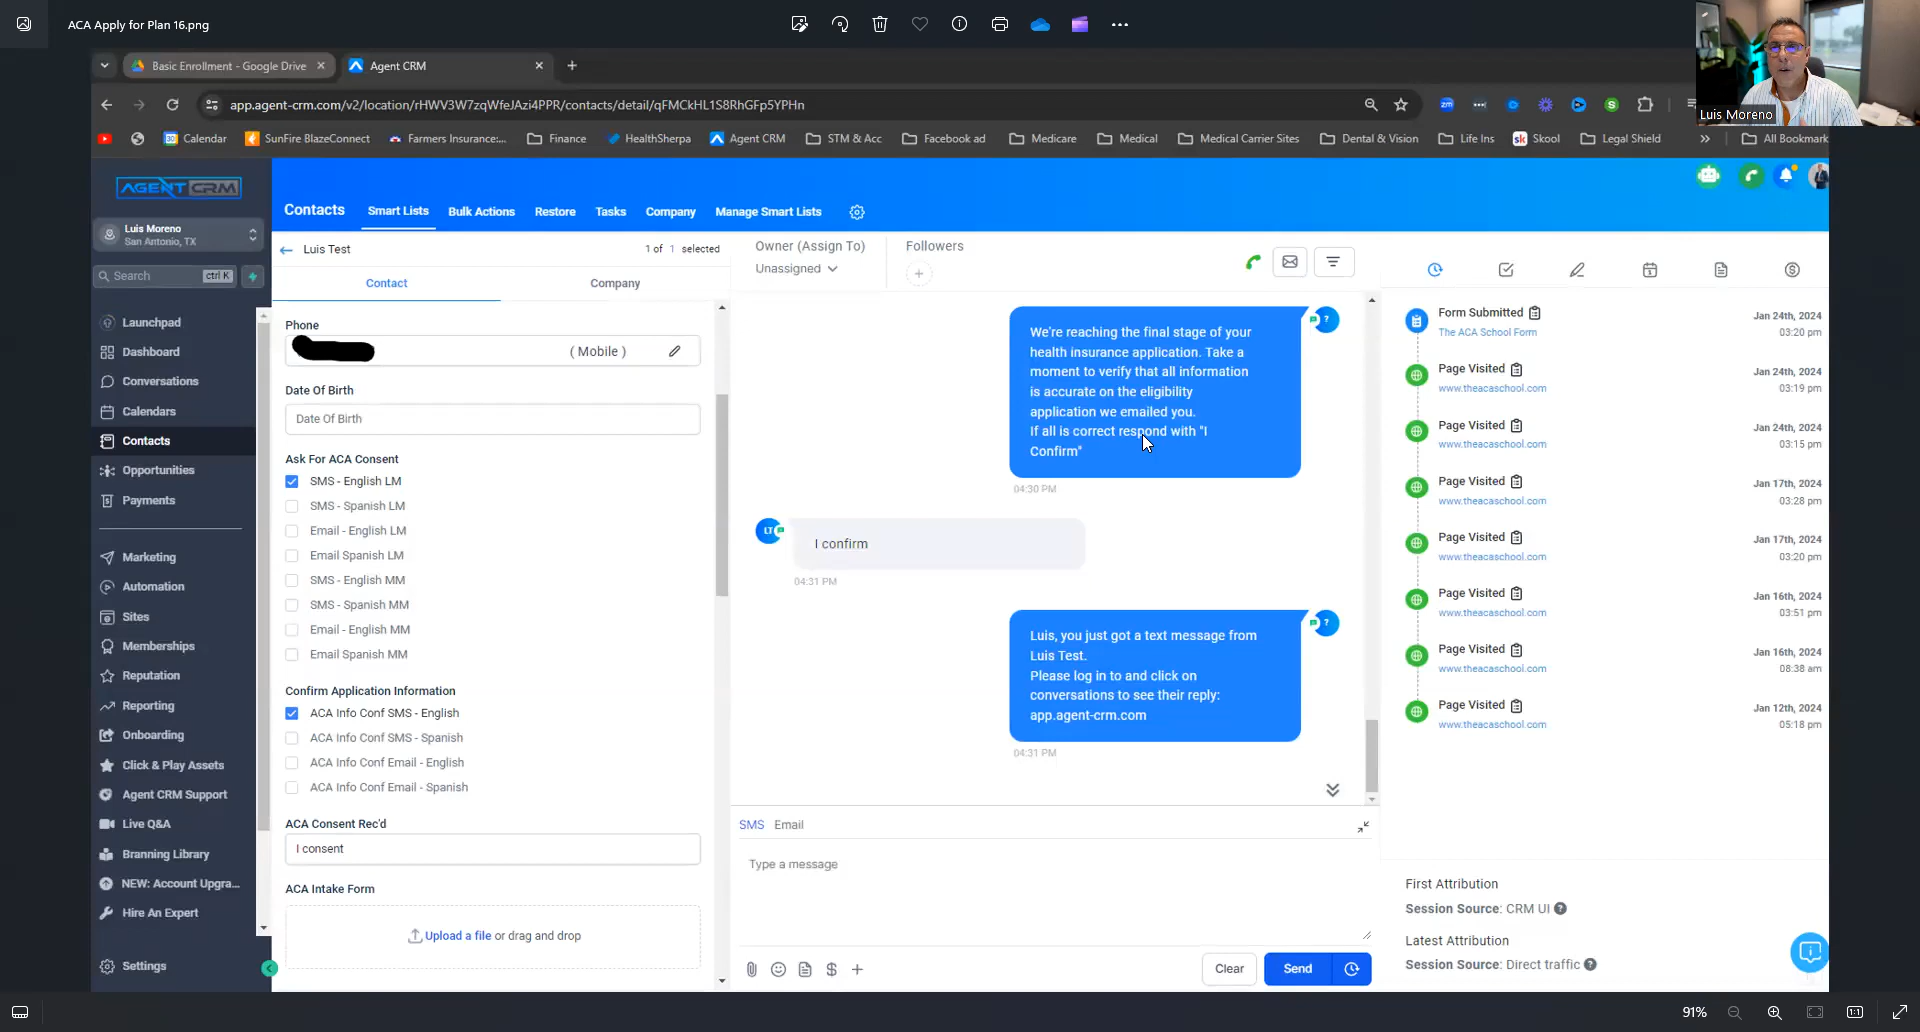 ACA Apply for Plan 16.png
Luis Moreno
Basic Enrollment - Google Drive
Agent CRM
app.agent-crm.com/v2/location/rHWV3W7zqWfeJAzi4PPR/contacts/detail/qFMCkHL1S8RhGFp5YPHn
Calendar
SunFire BlazeConnect
Farmers Insurance:...
Finance
HealthSherpa
Agent CRM
STM & Acc
Facebook ad
Medicare
Medical
Medical Carrier Sites
Dental & Vision
Life Ins
Skool
Legal Shield
All Bookmark
AGENT CRM
Luis Moreno
San Antonio, TX
Search
ctrl K
Launchpad
Dashboard
Conversations
Calendars
Contacts
Opportunities
Payments
Marketing
Automation
Sites
Memberships
Reputation
Reporting
Onboarding
Click & Play Assets
Agent CRM Support
Live Q&A
Branning Library
NEW: Account Upgra...
Hire An Expert
Settings
Contacts
Smart Lists
Bulk Actions
Restore
Tasks
Company
Manage Smart Lists
Luis Test
1 of 1 selected
Contact
Company
Phone
( Mobile )
Date Of Birth
Date Of Birth
Ask For ACA Consent
SMS - English LM
SMS - Spanish LM
Email - English LM
Email Spanish LM
SMS - English MM
SMS - Spanish MM
Email - English MM
Email Spanish MM
Confirm Application Information
ACA Info Conf SMS - English
ACA Info Conf SMS - Spanish
ACA Info Conf Email - English
ACA Info Conf Email - Spanish
ACA Consent Rec'd
I consent
ACA Intake Form
Upload a file or drag and drop
Owner (Assign To)
Unassigned
Followers
We're reaching the final stage of your
health insurance application. Take a
moment to verify that all information
is accurate on the eligibility
application we emailed you.
If all is correct respond with "I
Confirm"
04:30 PM
LT
I confirm
04:31 PM
Luis, you just got a text message from
Luis Test.
Please log in to and click on
conversations to see their reply:
app.agent-crm.com
04:31 PM
SMS
Email
Type a message
Clear
Send
Form Submitted
The ACA School Form
Jan 24th, 2024
03:20 pm
Page Visited
www.theacaschool.com
Jan 24th, 2024
03:19 pm
Page Visited
www.theacaschool.com
Jan 24th, 2024
03:15 pm
Page Visited
www.theacaschool.com
Jan 17th, 2024
03:28 pm
Page Visited
www.theacaschool.com
Jan 17th, 2024
03:20 pm
Page Visited
www.theacaschool.com
Jan 16th, 2024
03:51 pm
Page Visited
www.theacaschool.com
Jan 16th, 2024
08:38 am
Page Visited
www.theacaschool.com
Jan 12th, 2024
05:18 pm
First Attribution
Session Source: CRM UI
Latest Attribution
Session Source: Direct traffic
91%